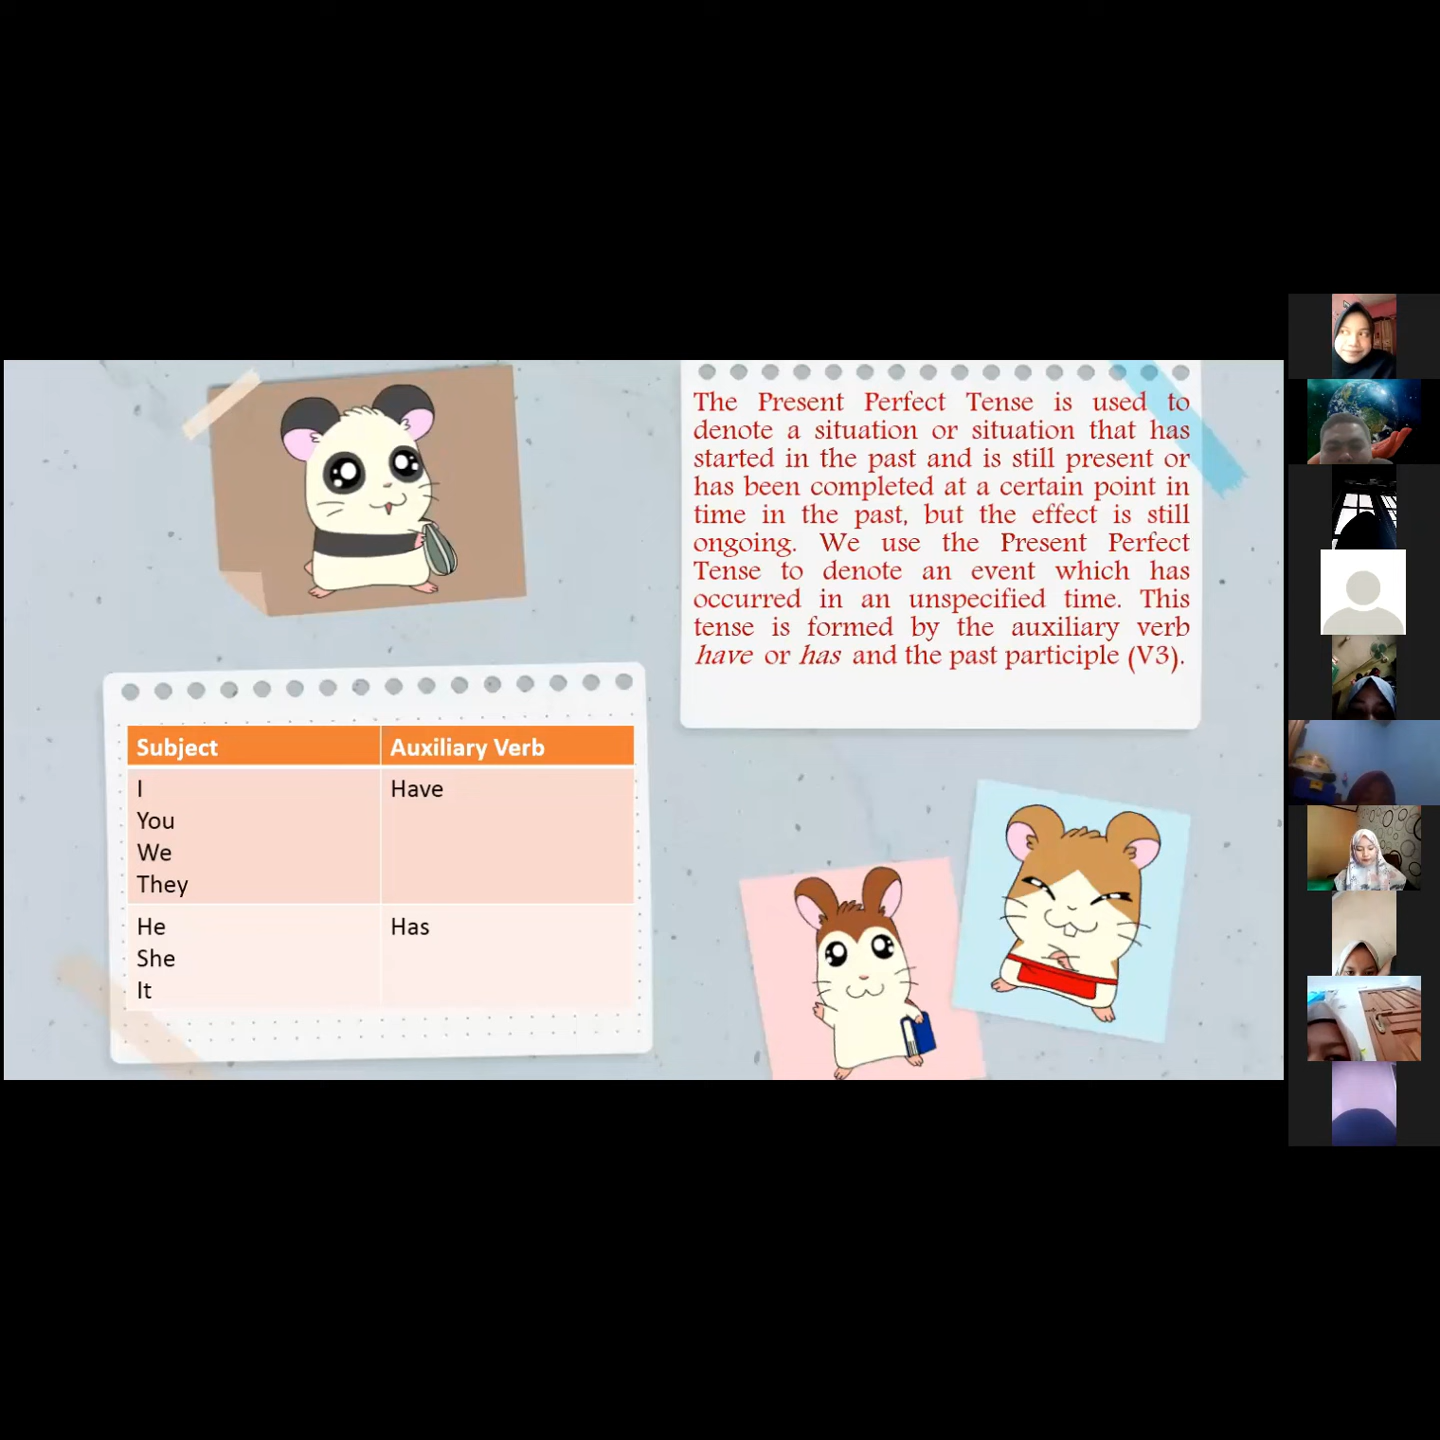 The Present Perfect Tense is used to
denote a situation or situation that has
started in the past and is still present or
has been completed at a certain point in
time in the past, but the effect is still
ongoing. We use the Present Perfect
Tense to denote an event which has
occurred in an unspecified time. This
tense is formed by the auxiliary verb
have or has and the past participle (V3).
Subject Auxiliary Verb
I Have
You
We
They
He Has
She
It